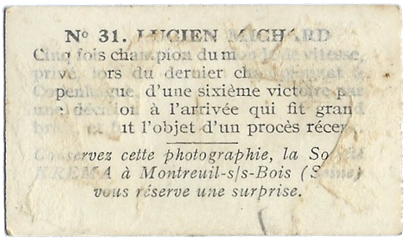 Nº 31. LUCIEN MICHARD
Cinq fois champion du monde de vitesse,
privé, lors du dernier championnat à
Copenhague, d'une sixième victoire par
une décision à l'arrivée qui fit grand
bruit et fut l'objet d'un procès récent.
Conservez cette photographie, la Société
KREMA à Montreuil-s/s-Bois (Seine)
vous réserve une surprise.